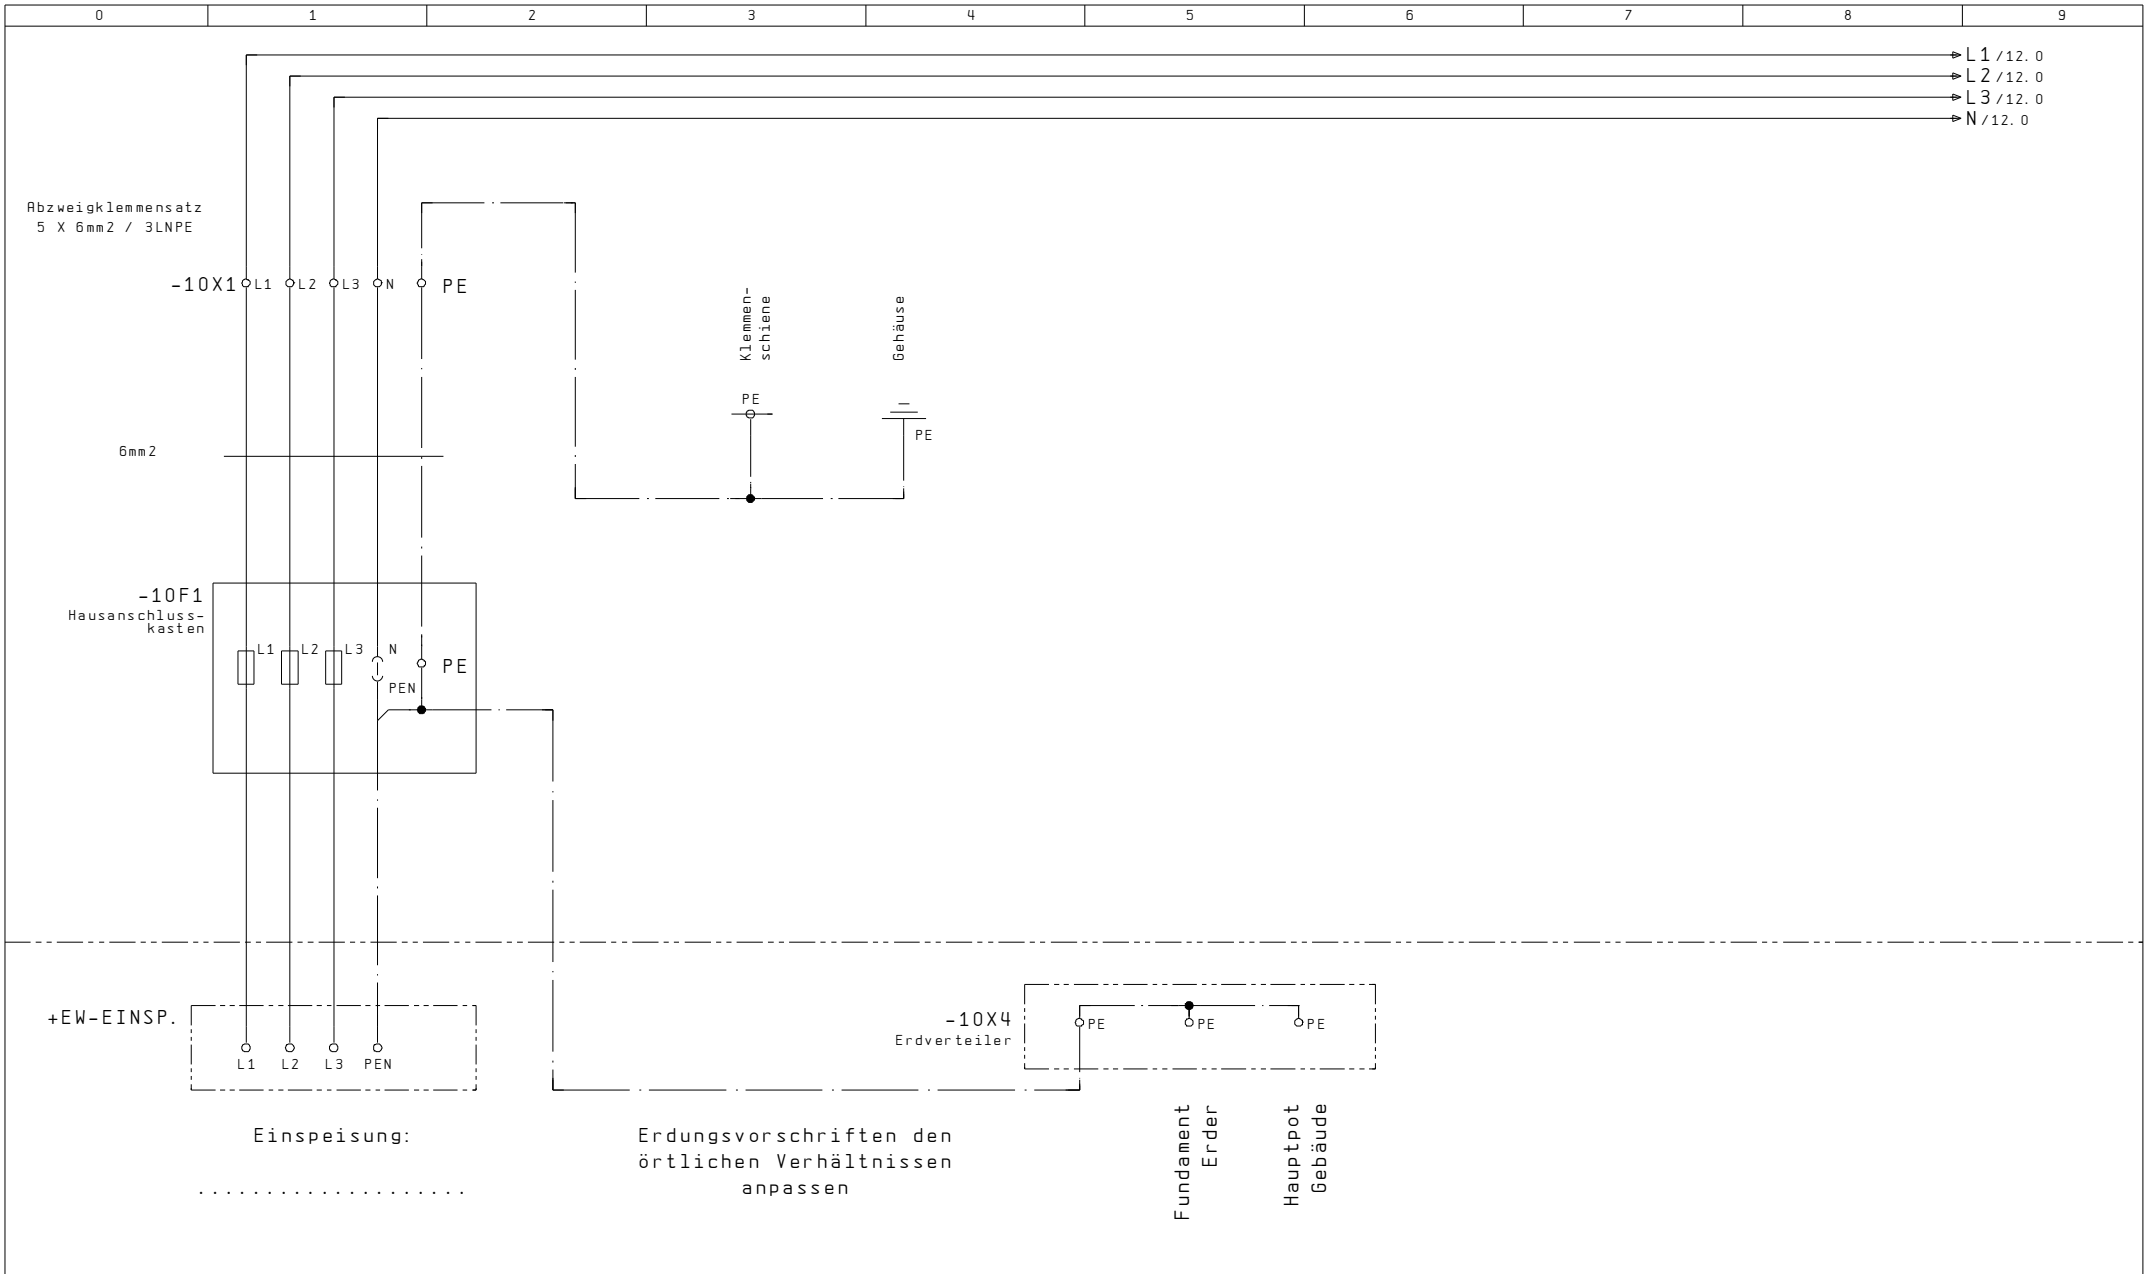 0 1 2 3 4 5 6 7 8 9
L1/12.0
L2/12.0
L3/12.0
N/12.0
Abzweigklemmensatz
5 X 6mm2 / 3LNPE
-10X1 L1 L2 L3 N PE
Klemmen-
schiene
Gehäuse
PE
PE
6mm2
-10F1
Hausanschluss-
kasten
L1 L2 L3 N
PE
PEN
+EW-EINSP.
L1 L2 L3 PEN
-10X4
Erdverteiler
PE PE PE
Einspeisung:
....................
Erdungsvorschriften den
örtlichen Verhältnissen
anpassen
Fundament
Erder
Hauptpot
Gebäude